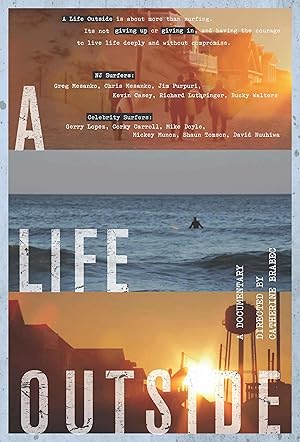 A Life Outside is about more than surfing.
Its not giving up or giving in, and having the courage
to live life deeply and without compromise.
NJ Surfers:
Greg Mesanko, Chris Mesanko, Jim Purpuri,
Kevin Casey, Richard Luthringer, Bucky Walters
Celebrity Surfers:
Gerry Lopes, Corky Carroll, Mike Doyle,
Mickey Munoz, Shaun Tomson, David Nuuhiwa
A
LIFE
OUTSIDE
A DOCUMENTARY
DIRECTED BY
CATHERINE BRABEC